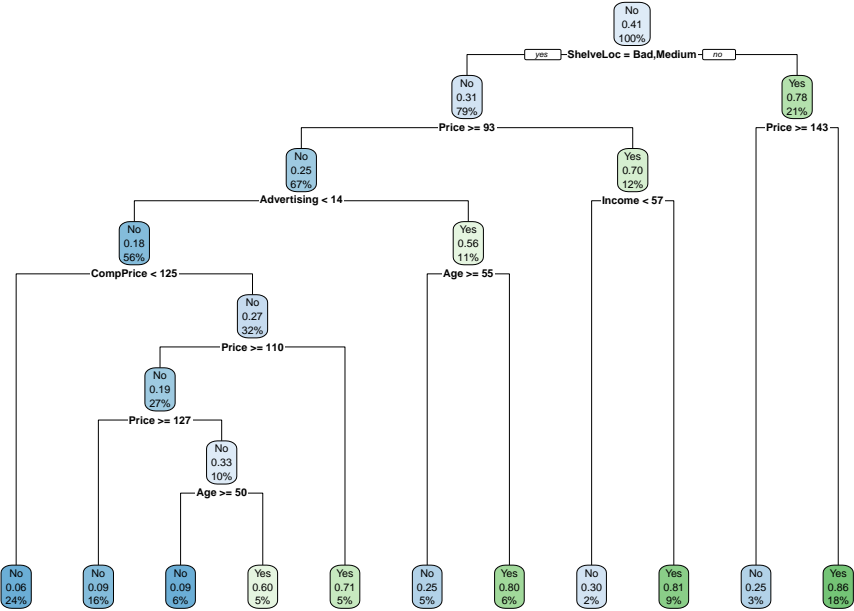 No
0.41
100%
yes
ShelveLoc = Bad,Medium
no
No
0.31
79%
Yes
0.78
21%
Price >= 93
Price >= 143
No
0.25
67%
Yes
0.70
12%
Advertising < 14
Income < 57
No
0.18
56%
Yes
0.56
11%
CompPrice < 125
Age >= 55
No
0.27
32%
Price >= 110
No
0.19
27%
Price >= 127
No
0.33
10%
Age >= 50
No
0.06
24%
No
0.09
16%
No
0.09
6%
Yes
0.60
5%
Yes
0.71
5%
No
0.25
5%
Yes
0.80
6%
No
0.30
2%
Yes
0.81
9%
No
0.25
3%
Yes
0.86
18%